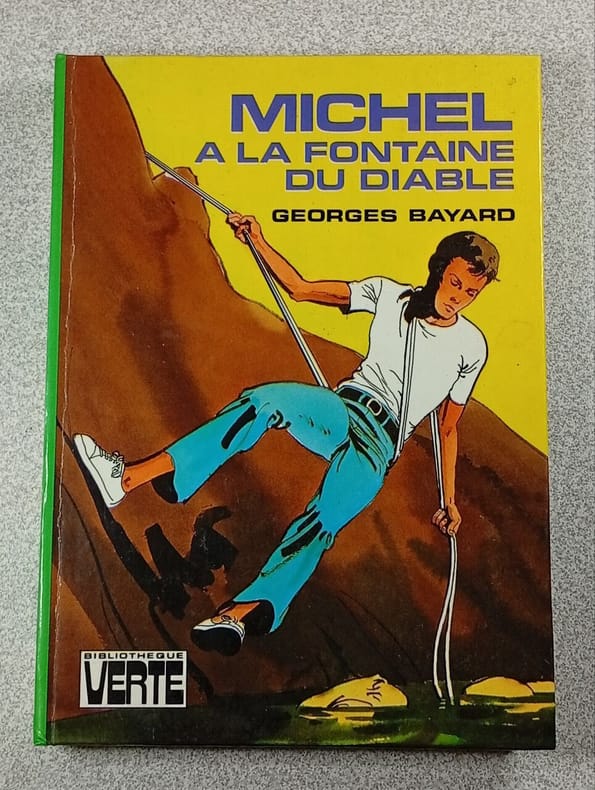 MICHEL
A LA FONTAINE
DU DIABLE
GEORGES BAYARD
BIBLIOTHEQUE
VERTE